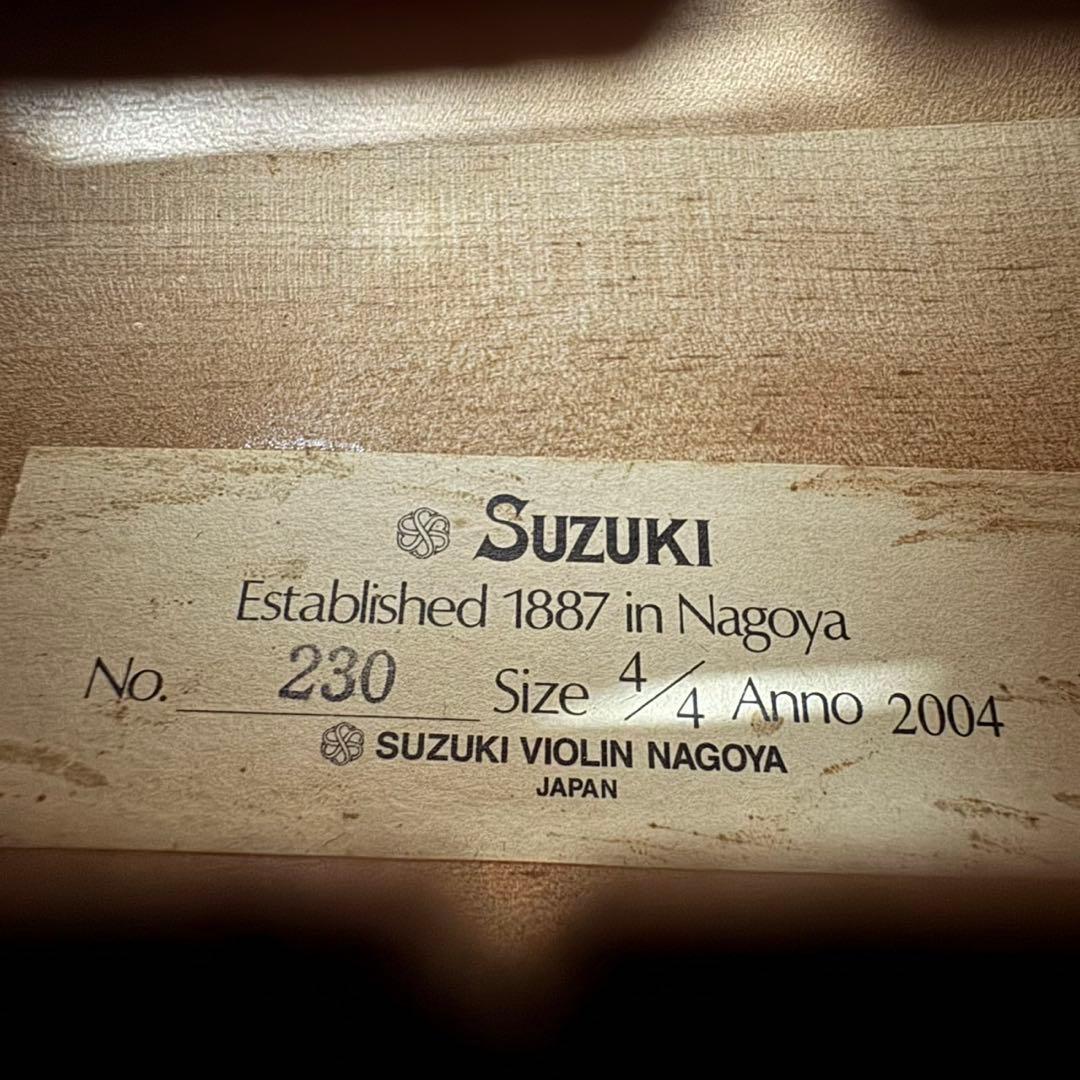 SUZUKI
Established 1887 in Nagoya
No. 230 Size 4/4 Anno 2004
SUZUKI VIOLIN NAGOYA
JAPAN